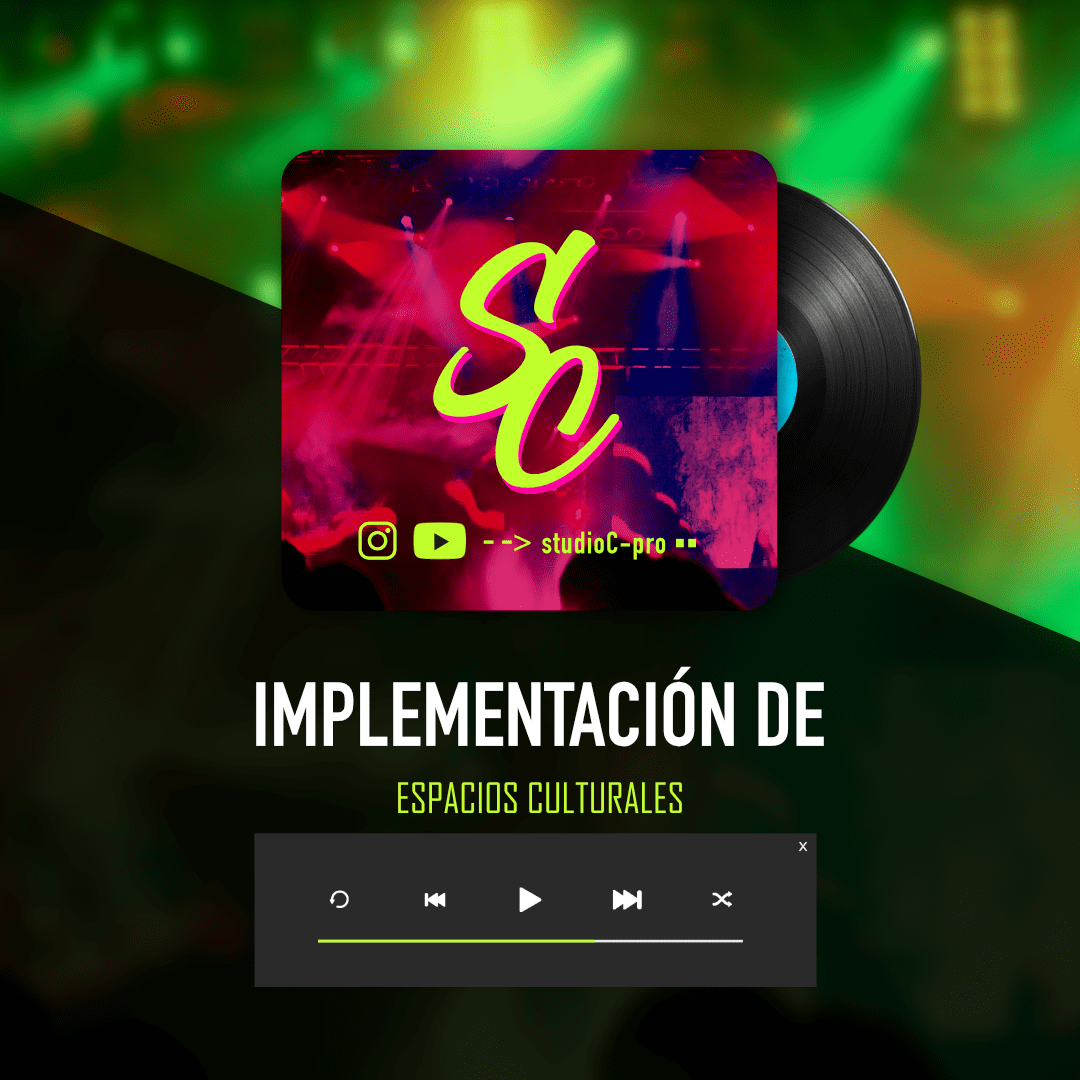 SC
--> studioC-pro
IMPLEMENTACIÓN DE
ESPACIOS CULTURALES
x